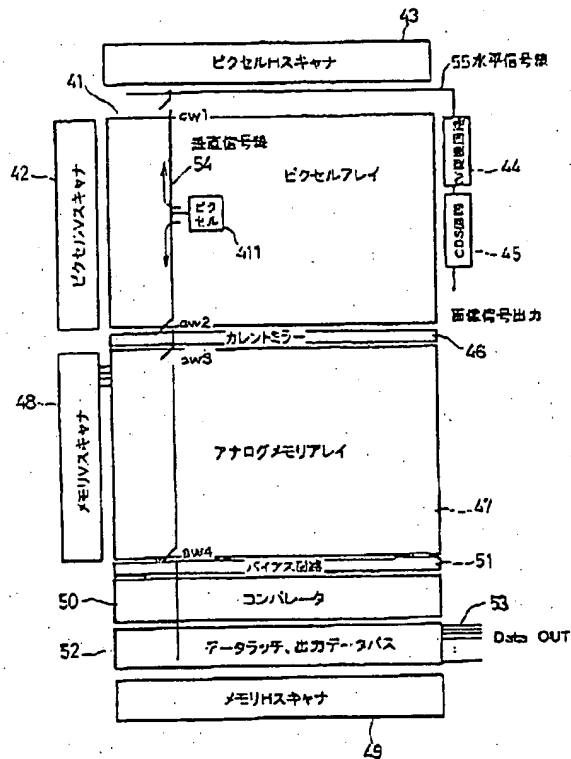 43
ピクセルHスキャナ
55水平信号線
41
sw1
垂直信号線
54
ピクセルアレイ
42
ピクセルVスキャナ
ピクセル
411
44
CDS回路
45
画像信号出力
sw2
カレントミラー
46
sw3
48
メモリVスキャナ
アナログメモリアレイ
47
sw4
バイアス回路
51
50
コンパレータ
53
Data OUT
52
データラッチ、出力データバス
メモリHスキャナ
49